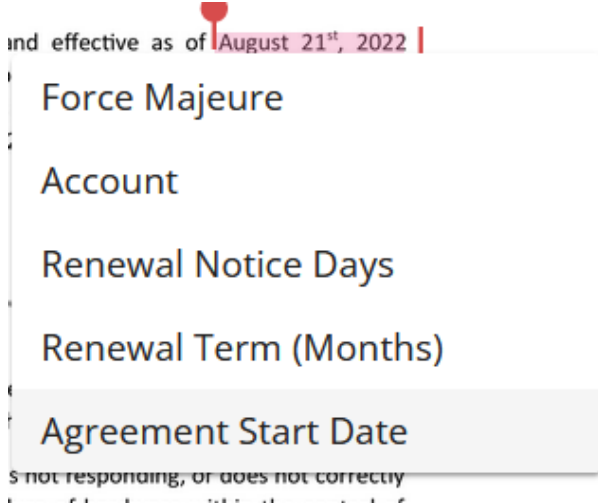 and effective as of August 21st, 2022
Force Majeure
Account
Renewal Notice Days
Renewal Term (Months)
Agreement Start Date
s not responding, or does not correctly